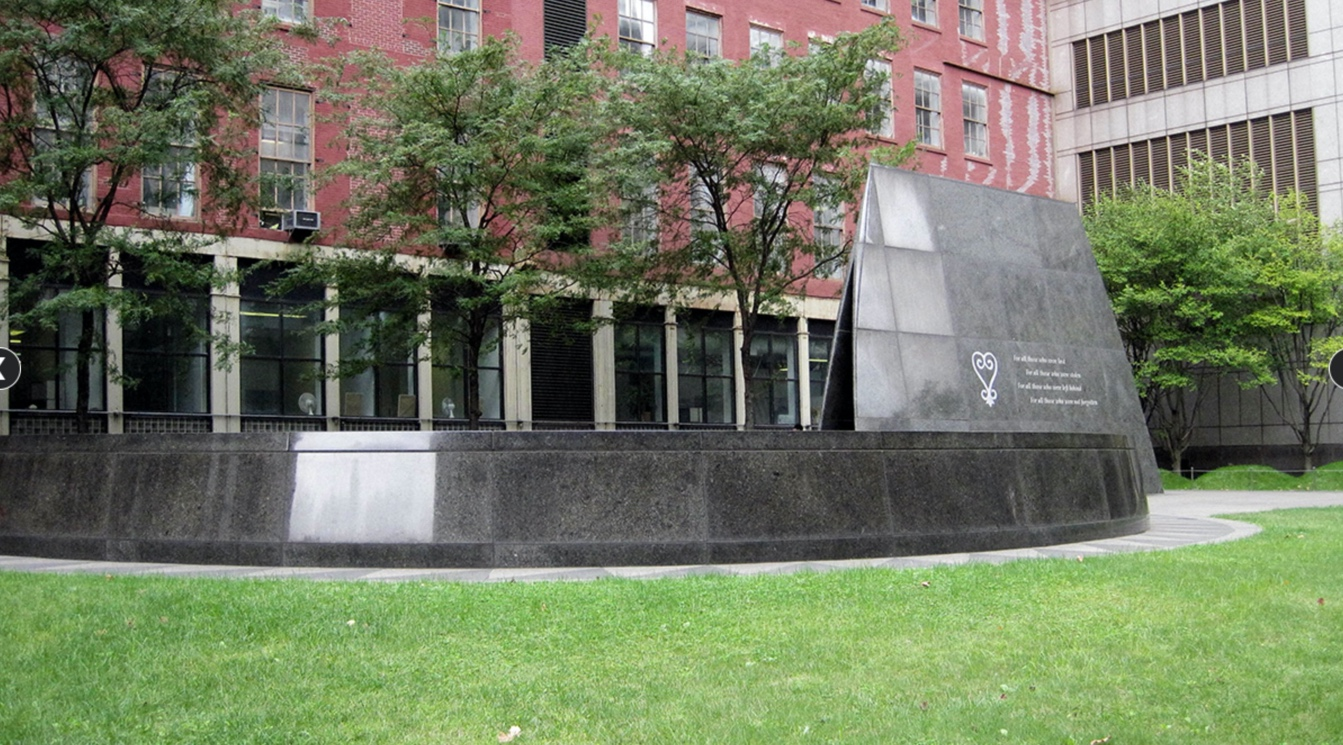 For all those who were lost
For all those who were stolen
For all those who were left behind
For all those who were not forgotten